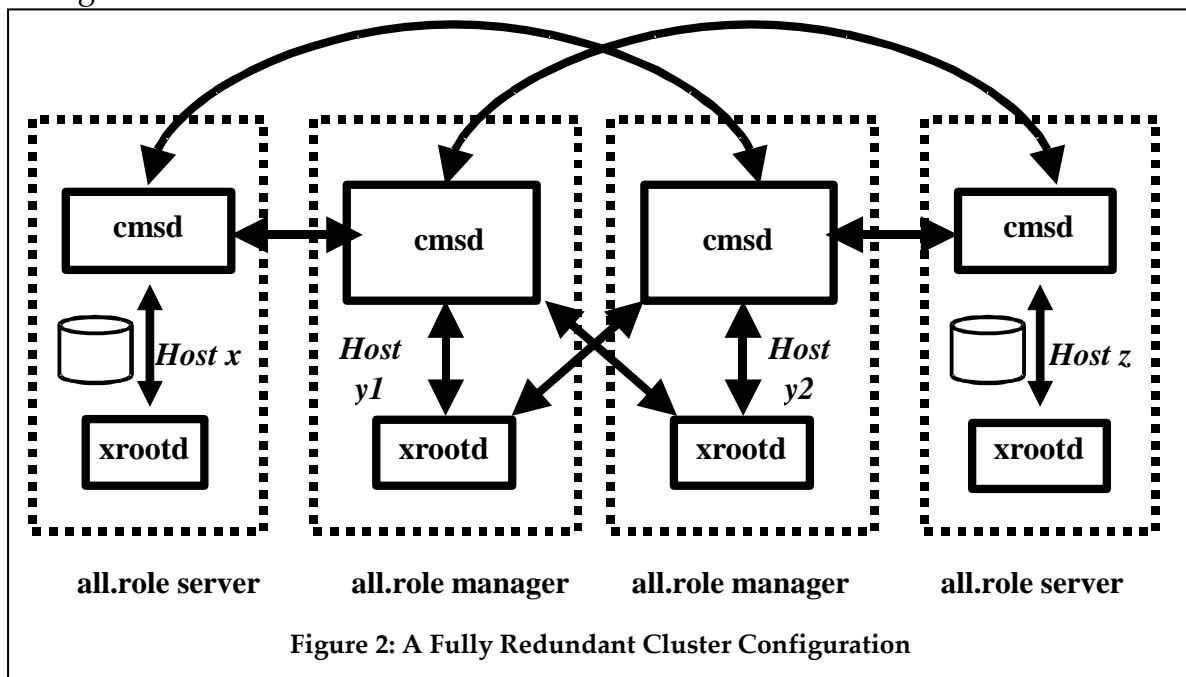 cmsd
cmsd
cmsd
cmsd
Host x
Host
y1
Host
y2
Host z
xrootd
xrootd
xrootd
xrootd
all.role server
all.role manager
all.role manager
all.role server
Figure 2: A Fully Redundant Cluster Configuration